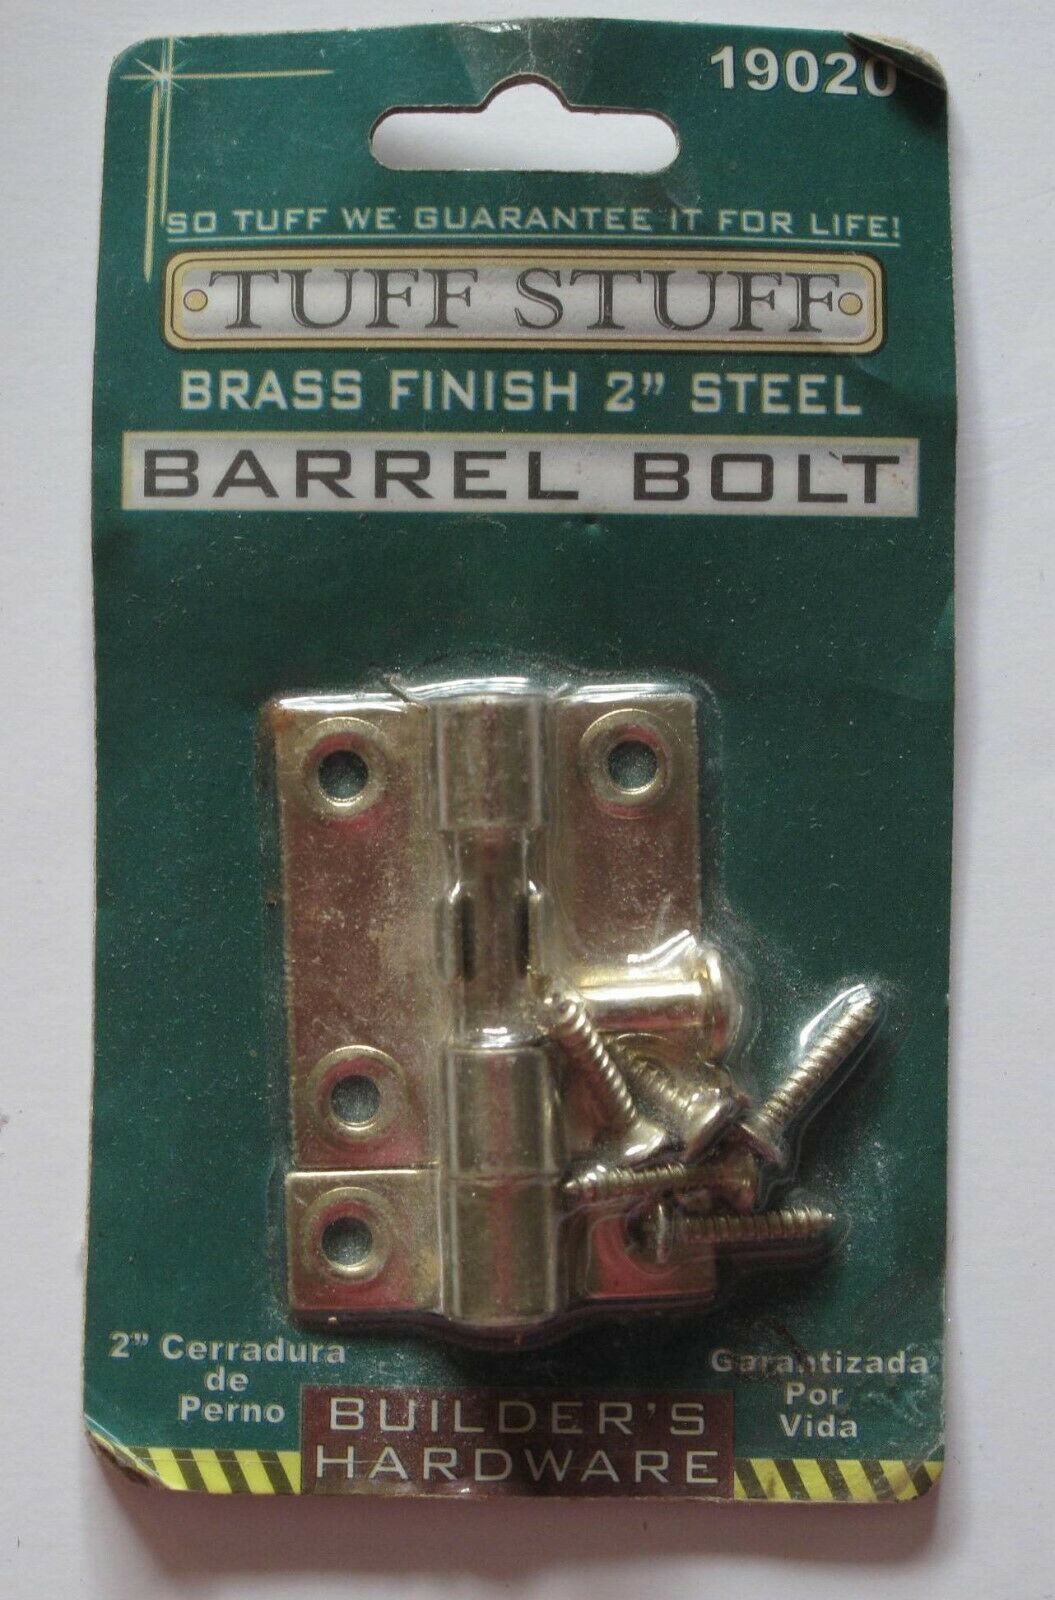 19020
SO TUFF WE GUARANTEE IT FOR LIFE!
TUFF STUFF
BRASS FINISH 2” STEEL
BARREL BOLT
2” Cerradura
de
Perno
Garantizada
Por
Vida
BUILDER'S
HARDWARE